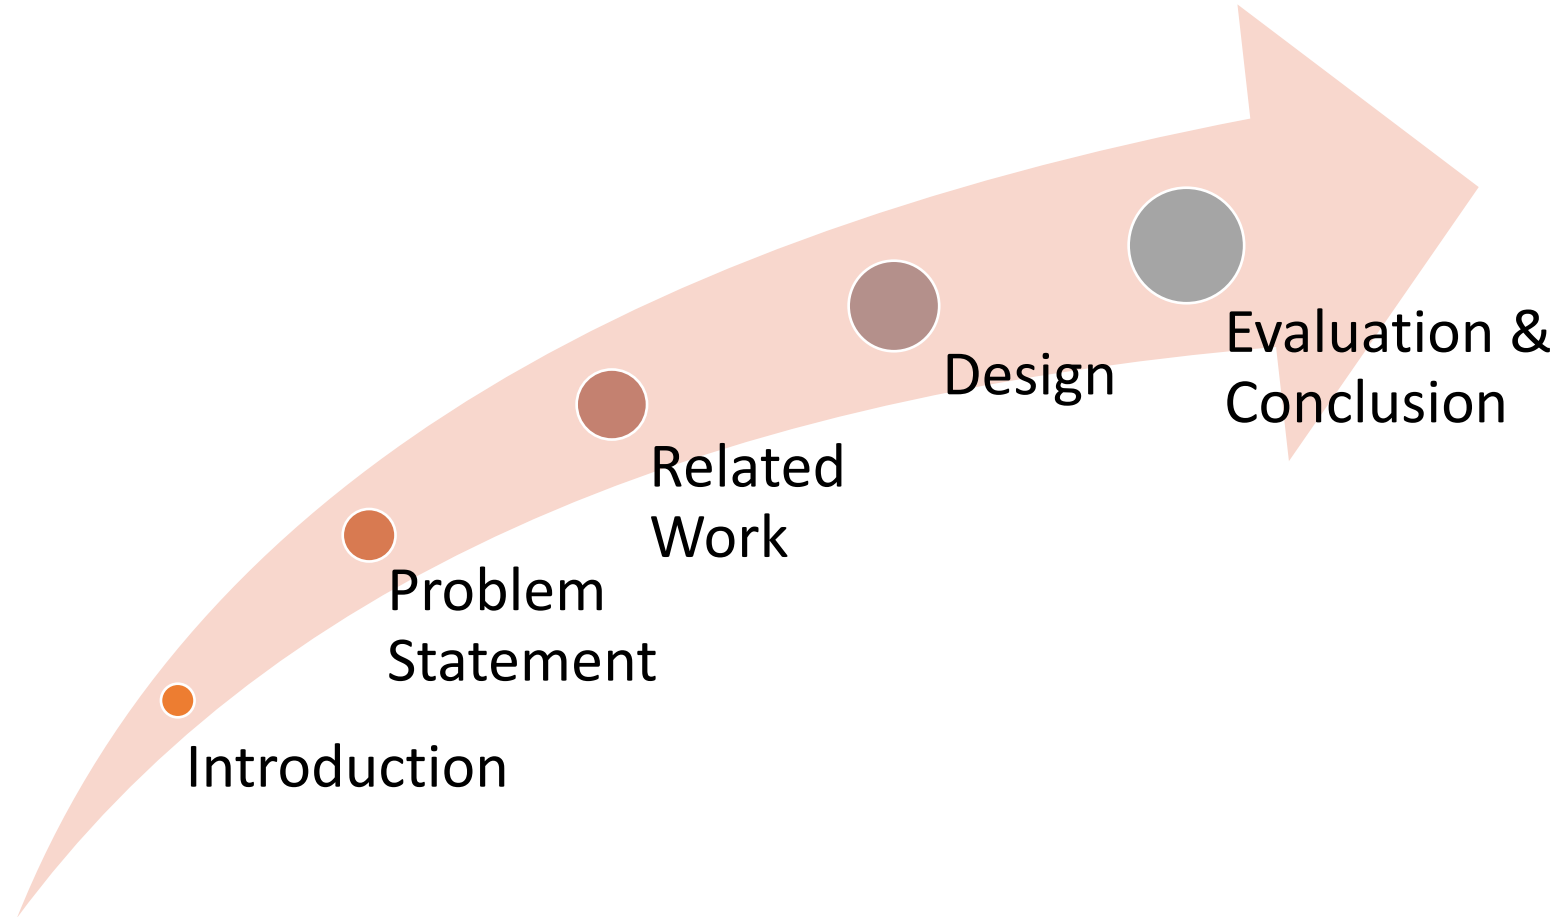 Introduction
Problem
Statement
Related
Work
Design
Evaluation &
Conclusion